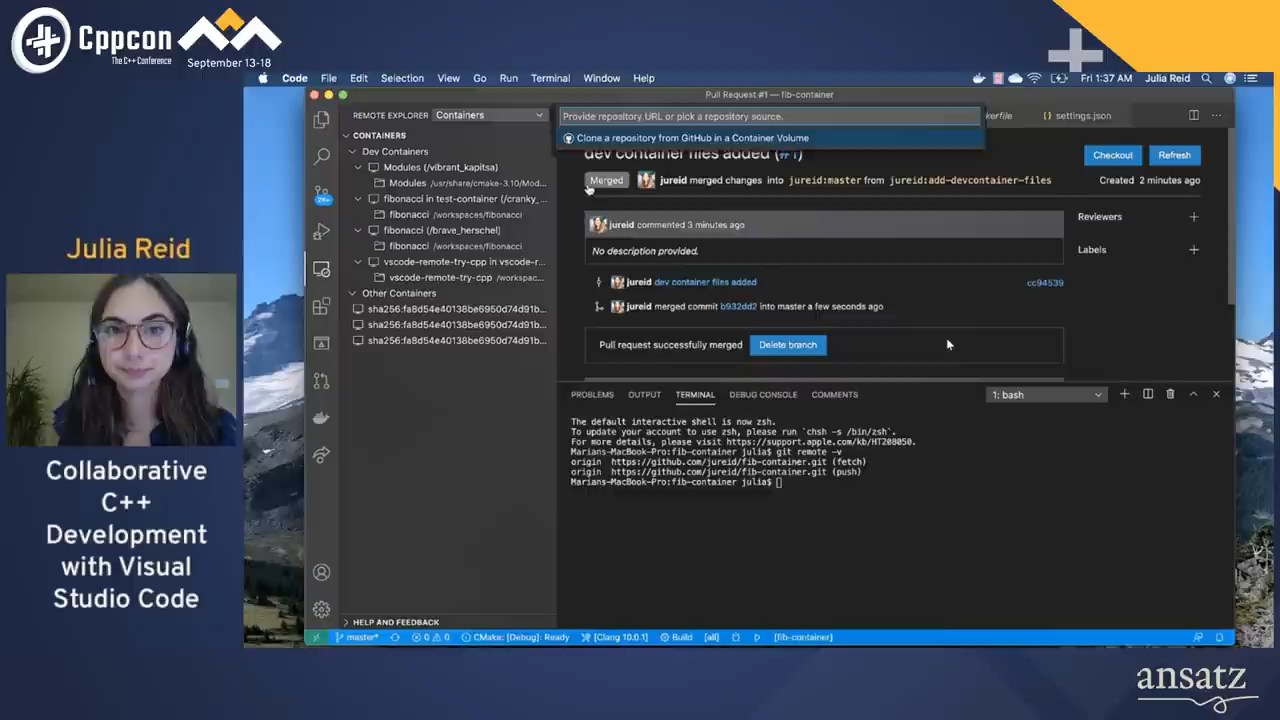 Cppcon
The C++ Conference
September 13-18
Code File Edit Selection View Go Run Terminal Window Help
Fri 1:37 AM Julia Reid
Pull Request #1 — fib-container
REMOTE EXPLORER Containers
Provide repository URL or pick a repository source.
Clone a repository from GitHub in a Container Volume
settings.json
CONTAINERS
Dev Containers
Modules (/vibrant_kapitsa)
Modules /usr/share/cmake-3.10/Mod...
fibonacci in test-container (/cranky_...
fibonacci /workspaces/fibonacci
fibonacci (/brave_herschel)
fibonacci /workspaces/fibonacci
vscode-remote-try-cpp in vscode-r...
vscode-remote-try-cpp /workspac...
Other Containers
sha256:fa8d54e40138be6950d74d91b...
sha256:fa8d54e40138be6950d74d91b...
sha256:fa8d54e40138be6950d74d91b...
HELP AND FEEDBACK
dev container files added (#1)
Checkout Refresh
Merged jureid merged changes into jureid:master from jureid:add-devcontainer-files
Created 2 minutes ago
jureid commented 3 minutes ago
No description provided.
jureid dev container files added cc94539
jureid merged commit b932dd2 into master a few seconds ago
Pull request successfully merged Delete branch
Reviewers
Labels
PROBLEMS OUTPUT TERMINAL DEBUG CONSOLE COMMENTS
1: bash
The default interactive shell is now zsh.
To update your account to use zsh, please run `chsh -s /bin/zsh`.
For more details, please visit https://support.apple.com/kb/HT208050.
Marians-MacBook-Pro:fib-container julia$ git remote -v
origin https://github.com/jureid/fib-container.git (fetch)
origin https://github.com/jureid/fib-container.git (push)
Marians-MacBook-Pro:fib-container julia$
master* 0 0 CMake: [Debug]: Ready [Clang 10.0.1] Build [all] [fib-container]
Julia Reid
Collaborative
C++
Development
with Visual
Studio Code
ansatz